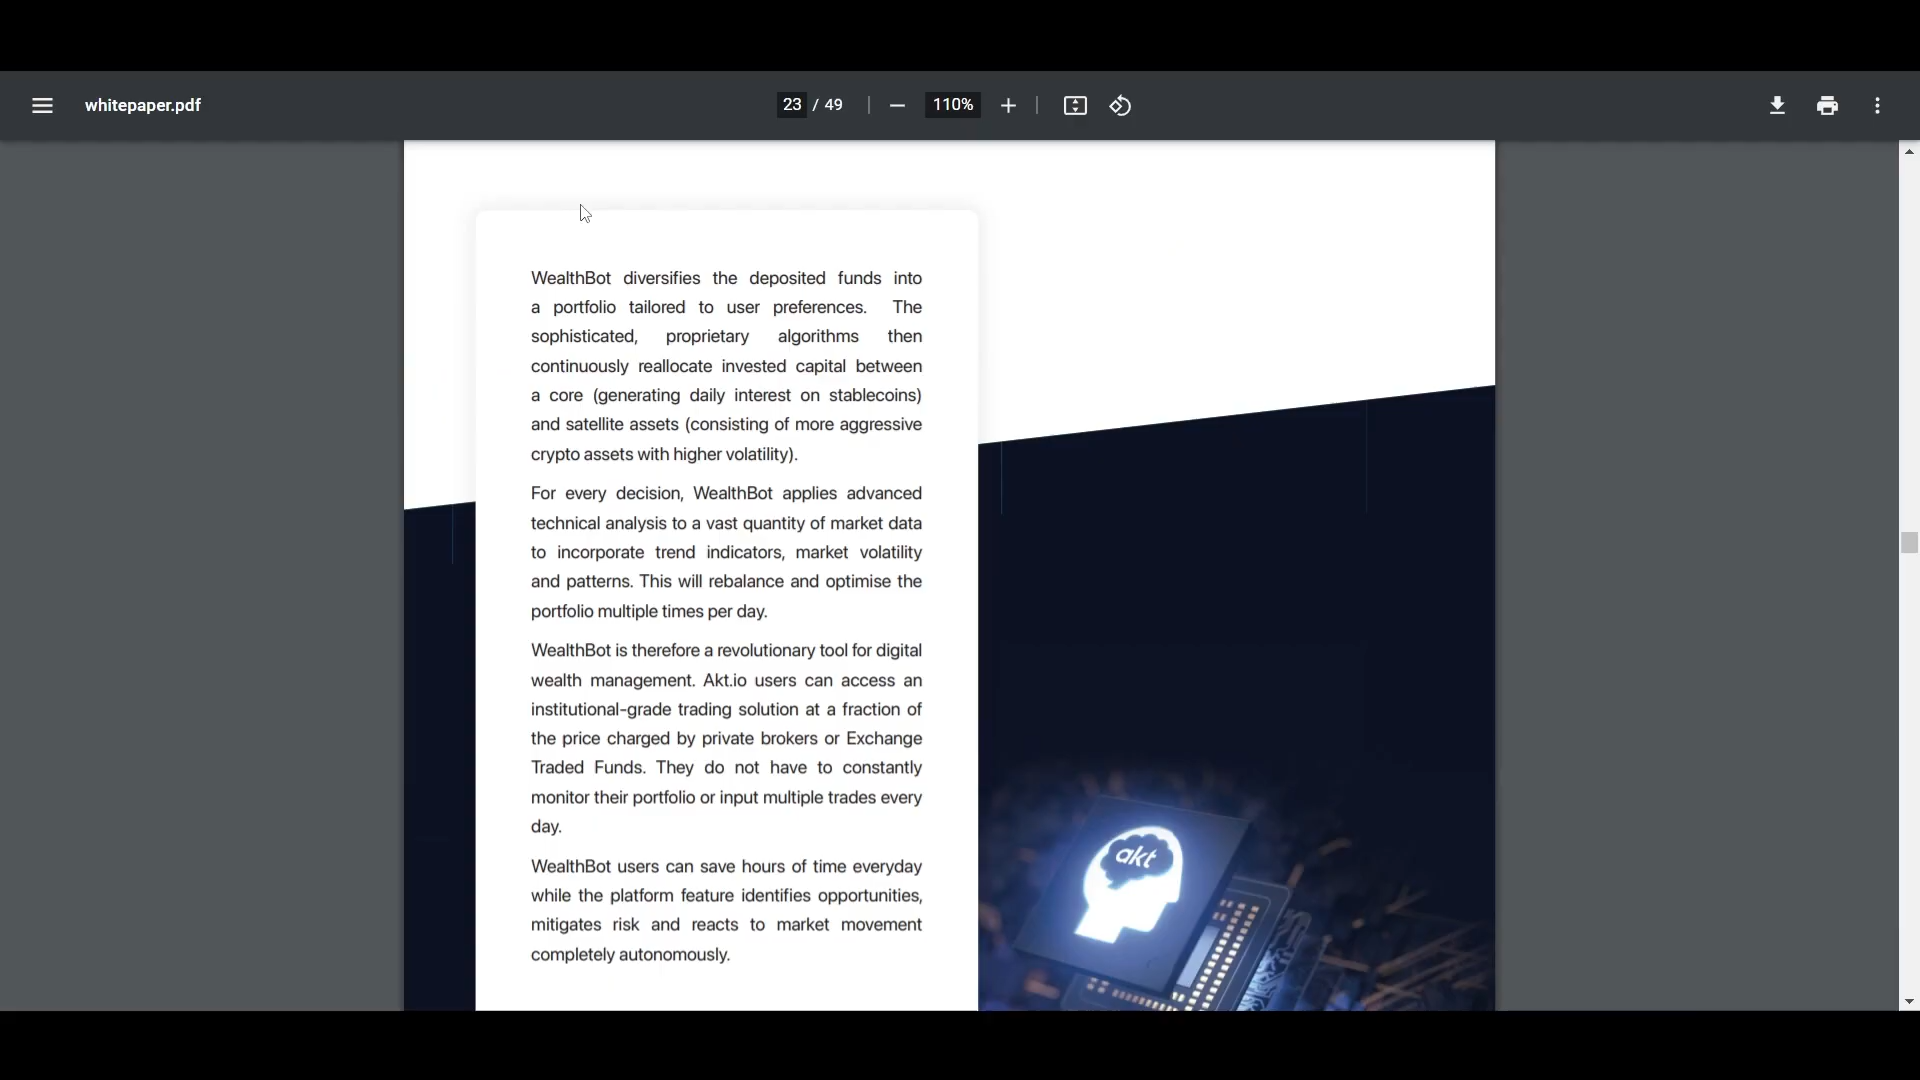 whitepaper.pdf
23 / 49
110%
WealthBot diversifies the deposited funds into
a portfolio tailored to user preferences. The
sophisticated, proprietary algorithms then
continuously reallocate invested capital between
a core (generating daily interest on stablecoins)
and satellite assets (consisting of more aggressive
crypto assets with higher volatility).
For every decision, WealthBot applies advanced
technical analysis to a vast quantity of market data
to incorporate trend indicators, market volatility
and patterns. This will rebalance and optimise the
portfolio multiple times per day.
WealthBot is therefore a revolutionary tool for digital
wealth management. Akt.io users can access an
institutional-grade trading solution at a fraction of
the price charged by private brokers or Exchange
Traded Funds. They do not have to constantly
monitor their portfolio or input multiple trades every
day.
WealthBot users can save hours of time everyday
while the platform feature identifies opportunities,
mitigates risk and reacts to market movement
completely autonomously.
akt